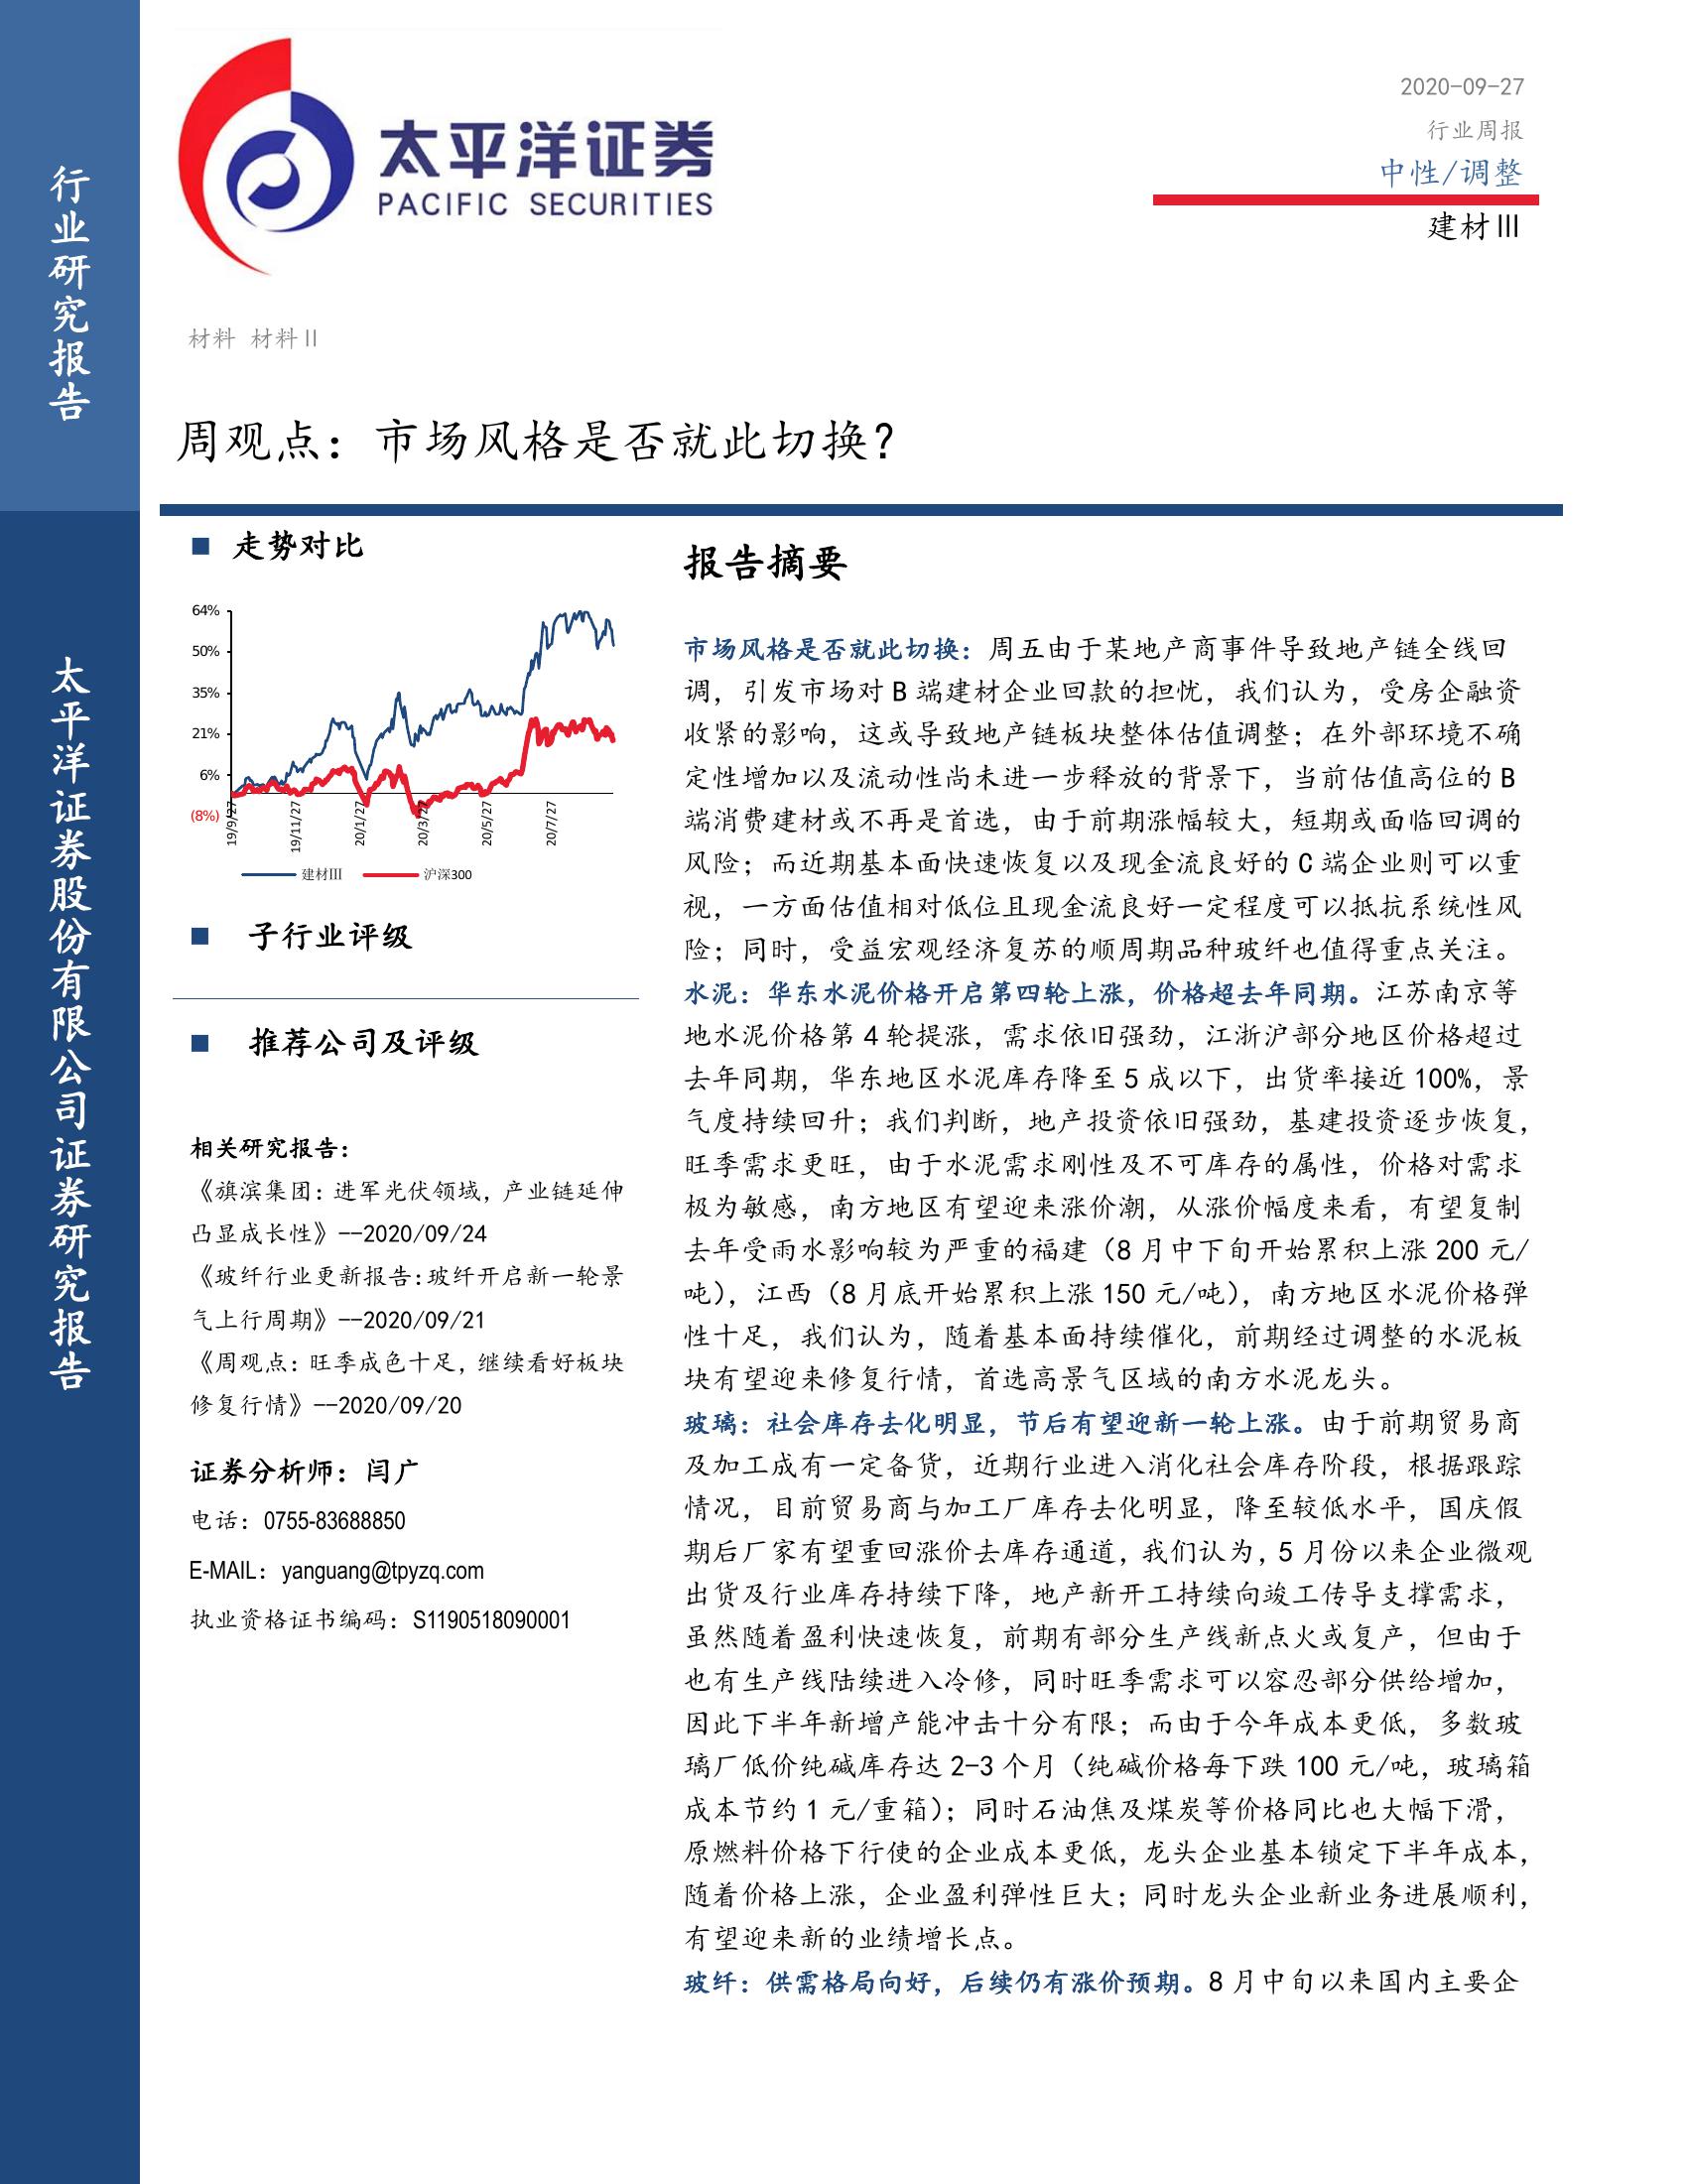 行业研究报告
太平洋证券股份有限公司证券研究报告
太平洋证券
PACIFIC SECURITIES
2020-09-27
行业周报
中性/调整
建材III
材料 材料II
周观点：市场风格是否就此切换？
■ 走势对比
64%
50%
35%
21%
6%
(8%)
19/9/27
19/11/27
20/1/27
20/3/27
20/5/27
20/7/27
建材III 沪深300
■ 子行业评级
■ 推荐公司及评级
相关研究报告：
《旗滨集团：进军光伏领域，产业链延伸
凸显成长性》--2020/09/24
《玻纤行业更新报告：玻纤开启新一轮景
气上行周期》--2020/09/21
《周观点：旺季成色十足，继续看好板块
修复行情》--2020/09/20
证券分析师：闫广
电话：0755-83688850
E-MAIL：yanguang@tpyzq.com
执业资格证书编码：S1190518090001
报告摘要
市场风格是否就此切换：周五由于某地产商事件导致地产链全线回
调，引发市场对 B 端建材企业回款的担忧，我们认为，受房企融资
收紧的影响，这或导致地产链板块整体估值调整；在外部环境不确
定性增加以及流动性尚未进一步释放的背景下，当前估值高位的 B
端消费建材或不再是首选，由于前期涨幅较大，短期或面临回调的
风险；而近期基本面快速恢复以及现金流良好的 C 端企业则可以重
视，一方面估值相对低位且现金流良好一定程度可以抵抗系统性风
险；同时，受益宏观经济复苏的顺周期品种玻纤也值得重点关注。
水泥：华东水泥价格开启第四轮上涨，价格超去年同期。江苏南京等
地水泥价格第 4 轮提涨，需求依旧强劲，江浙沪部分地区价格超过
去年同期，华东地区水泥库存降至 5 成以下，出货率接近 100%，景
气度持续回升；我们判断，地产投资依旧强劲，基建投资逐步恢复，
旺季需求更旺，由于水泥需求刚性及不可库存的属性，价格对需求
极为敏感，南方地区有望迎来涨价潮，从涨价幅度来看，有望复制
去年受雨水影响较为严重的福建（8 月中下旬开始累积上涨 200 元/
吨），江西（8 月底开始累积上涨 150 元/吨），南方地区水泥价格弹
性十足，我们认为，随着基本面持续催化，前期经过调整的水泥板
块有望迎来修复行情，首选高景气区域的南方水泥龙头。
玻璃：社会库存去化明显，节后有望迎新一轮上涨。由于前期贸易商
及加工成有一定备货，近期行业进入消化社会库存阶段，根据跟踪
情况，目前贸易商与加工厂库存去化明显，降至较低水平，国庆假
期后厂家有望重回涨价去库存通道，我们认为，5 月份以来企业微观
出货及行业库存持续下降，地产新开工持续向竣工传导支撑需求，
虽然随着盈利快速恢复，前期有部分生产线新点火或复产，但由于
也有生产线陆续进入冷修，同时旺季需求可以容忍部分供给增加，
因此下半年新增产能冲击十分有限；而由于今年成本更低，多数玻
璃厂低价纯碱库存达 2-3 个月（纯碱价格每下跌 100 元/吨，玻璃箱
成本节约 1 元/重箱）；同时石油焦及煤炭等价格同比也大幅下滑，
原燃料价格下行使的企业成本更低，龙头企业基本锁定下半年成本，
随着价格上涨，企业盈利弹性巨大；同时龙头企业新业务进展顺利，
有望迎来新的业绩增长点。
玻纤：供需格局向好，后续仍有涨价预期。8 月中旬以来国内主要企